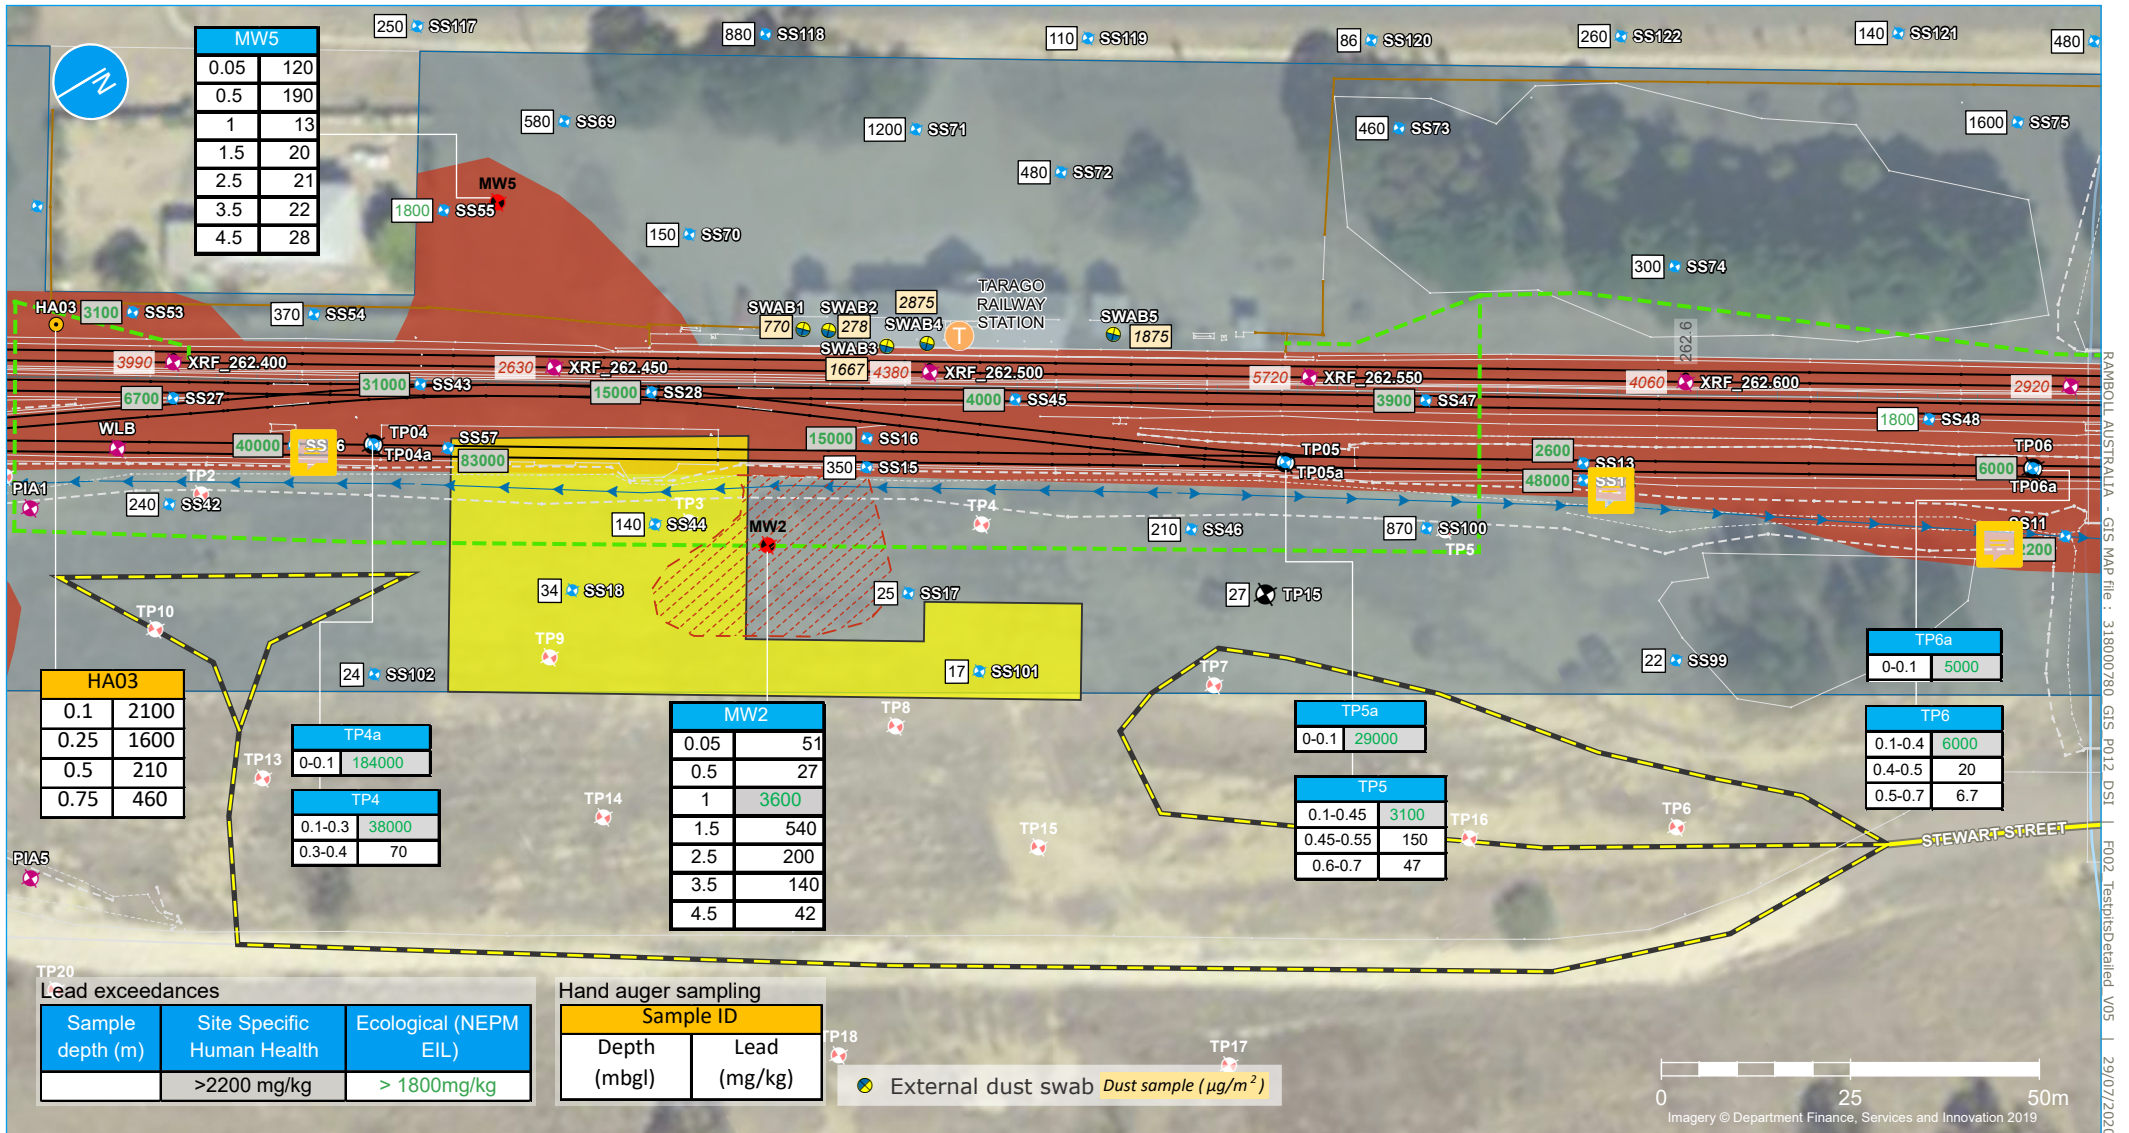 250 SS117
880 SS118
110 SS119
86 SS120
260 SS122
140 SS121
480
MW5
0.05 120
0.5 190
1 13
1.5 20
2.5 21
3.5 22
4.5 28
N
580 SS69
1200 SS71
480 SS72
460 SS73
1600 SS75
MW5
1800 SS55
150 SS70
300 SS74
TARAGO
RAILWAY
STATION
HA03
3100 SS53
370 SS54
SWAB1
770
SWAB2
278
2875
SWAB4
SWAB3
1667
T
SWAB5
1875
262.6
3990 XRF_262.400
2630 XRF_262.450
4380 XRF_262.500
5720 XRF_262.550
4060 XRF_262.600
2920
6700 SS27
31000 SS43
15000 SS28
4000 SS45
3900 SS47
1800 SS48
WLB
40000
TP04
TP04a
SS57
83000
15000 SS16
350 SS15
TP05
TP05a
2600 SS13
48000
6000
TP06
TP06a
PIA1
TP2
240 SS42
TP3
140 SS44
MW2
TP4
210 SS46
870 SS100
TP5
SS11
2200
TP10
34 SS18
25 SS17
27 TP15
TP9
24 SS102
17 SS101
TP7
22 SS99
TP6a
0-0.1 5000
HA03
0.1 2100
0.25 1600
0.5 210
0.75 460
TP13
TP4a
0-0.1 184000
TP4
0.1-0.3 38000
0.3-0.4 70
TP14
MW2
0.05 51
0.5 27
1 3600
1.5 540
2.5 200
3.5 140
4.5 42
TP8
TP15
TP5a
0-0.1 29000
TP5
0.1-0.45 3100
0.45-0.55 150
0.6-0.7 47
TP16
TP6
TP6
0.1-0.4 6000
0.4-0.5 20
0.5-0.7 6.7
STEWART STREET
PIA5
TP20
TP18
TP17
Lead exceedances
Sample depth (m) Site Specific Human Health Ecological (NEPM EIL)
>2200 mg/kg > 1800mg/kg
Hand auger sampling
Sample ID
Depth (mbgl) Lead (mg/kg)
External dust swab Dust sample (µg/m²)
0 25 50m
Imagery © Department Finance, Services and Innovation 2019
RAMBOLL AUSTRALIA - GIS MAP file : 318000780_GIS_P012_DSI | F002_TestpitsDetailed_V05 | 29/07/2020